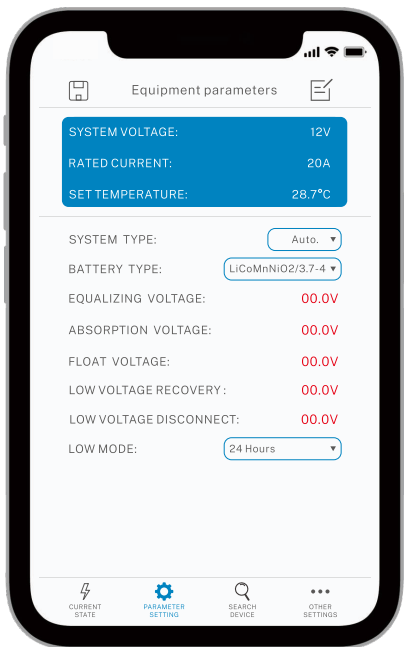 Equipment parameters
SYSTEM VOLTAGE: 12V
RATED CURRENT: 20A
SET TEMPERATURE: 28.7°C
SYSTEM TYPE: Auto.
BATTERY TYPE: LiCoMnNiO2/3.7-4
EQUALIZING VOLTAGE: 00.0V
ABSORPTION VOLTAGE: 00.0V
FLOAT VOLTAGE: 00.0V
LOW VOLTAGE RECOVERY : 00.0V
LOW VOLTAGE DISCONNECT: 00.0V
LOW MODE: 24 Hours
CURRENT STATE
PARAMETER SETTING
SEARCH DEVICE
OTHER SETTINGS